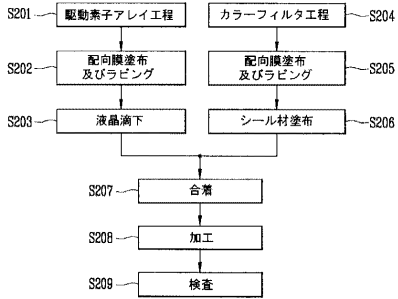 S201
駆動素子アレイ工程
カラーフィルタ工程
S204
S202
配向膜塗布
及びラビング
配向膜塗布
及びラビング
S205
S203
液晶滴下
シール材塗布
S206
S207
合着
S208
加工
S209
検査